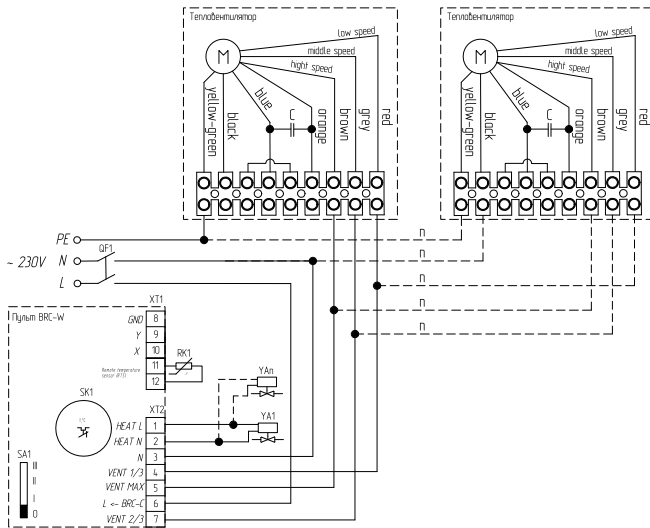 Тепловентилятор
M
low speed
middle speed
hight speed
yellow-green
black
blue
C
orange
brown
grey
red
Тепловентилятор
M
low speed
middle speed
hight speed
yellow-green
black
blue
C
orange
brown
grey
red
PE
n
~ 230V
N
QF1
n
L
n
n
n
Пульт BRC-W
XT1
GND
8
Y
9
X
10
Remote temperature
11
RK1
12
SK1
YAn
XT2
HEAT L
1
YA1
HEAT N
2
SA1
N
3
III
VENT 1/3
4
II
VENT MAX
5
I
L <- BRC-C
6
0
VENT 2/3
7